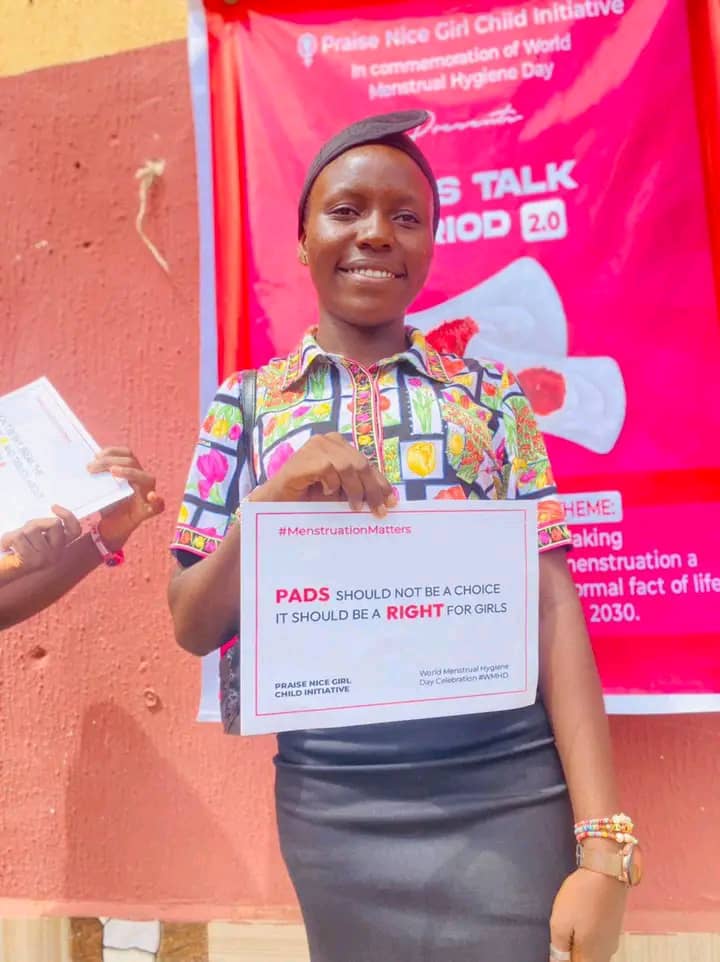 Praise Nice Girl Child Initiative
In commemoration of World
Menstrual Hygiene Day
Presents
S TALK
RIOD 2.0
HEME:
aking
menstruation a
ormal fact of life
2030.
#MenstruationMatters
PADS SHOULD NOT BE A CHOICE
IT SHOULD BE A RIGHT FOR GIRLS
PRAISE NICE GIRL
CHILD INITIATIVE
World Menstrual Hygiene
Day Celebration #WMHD